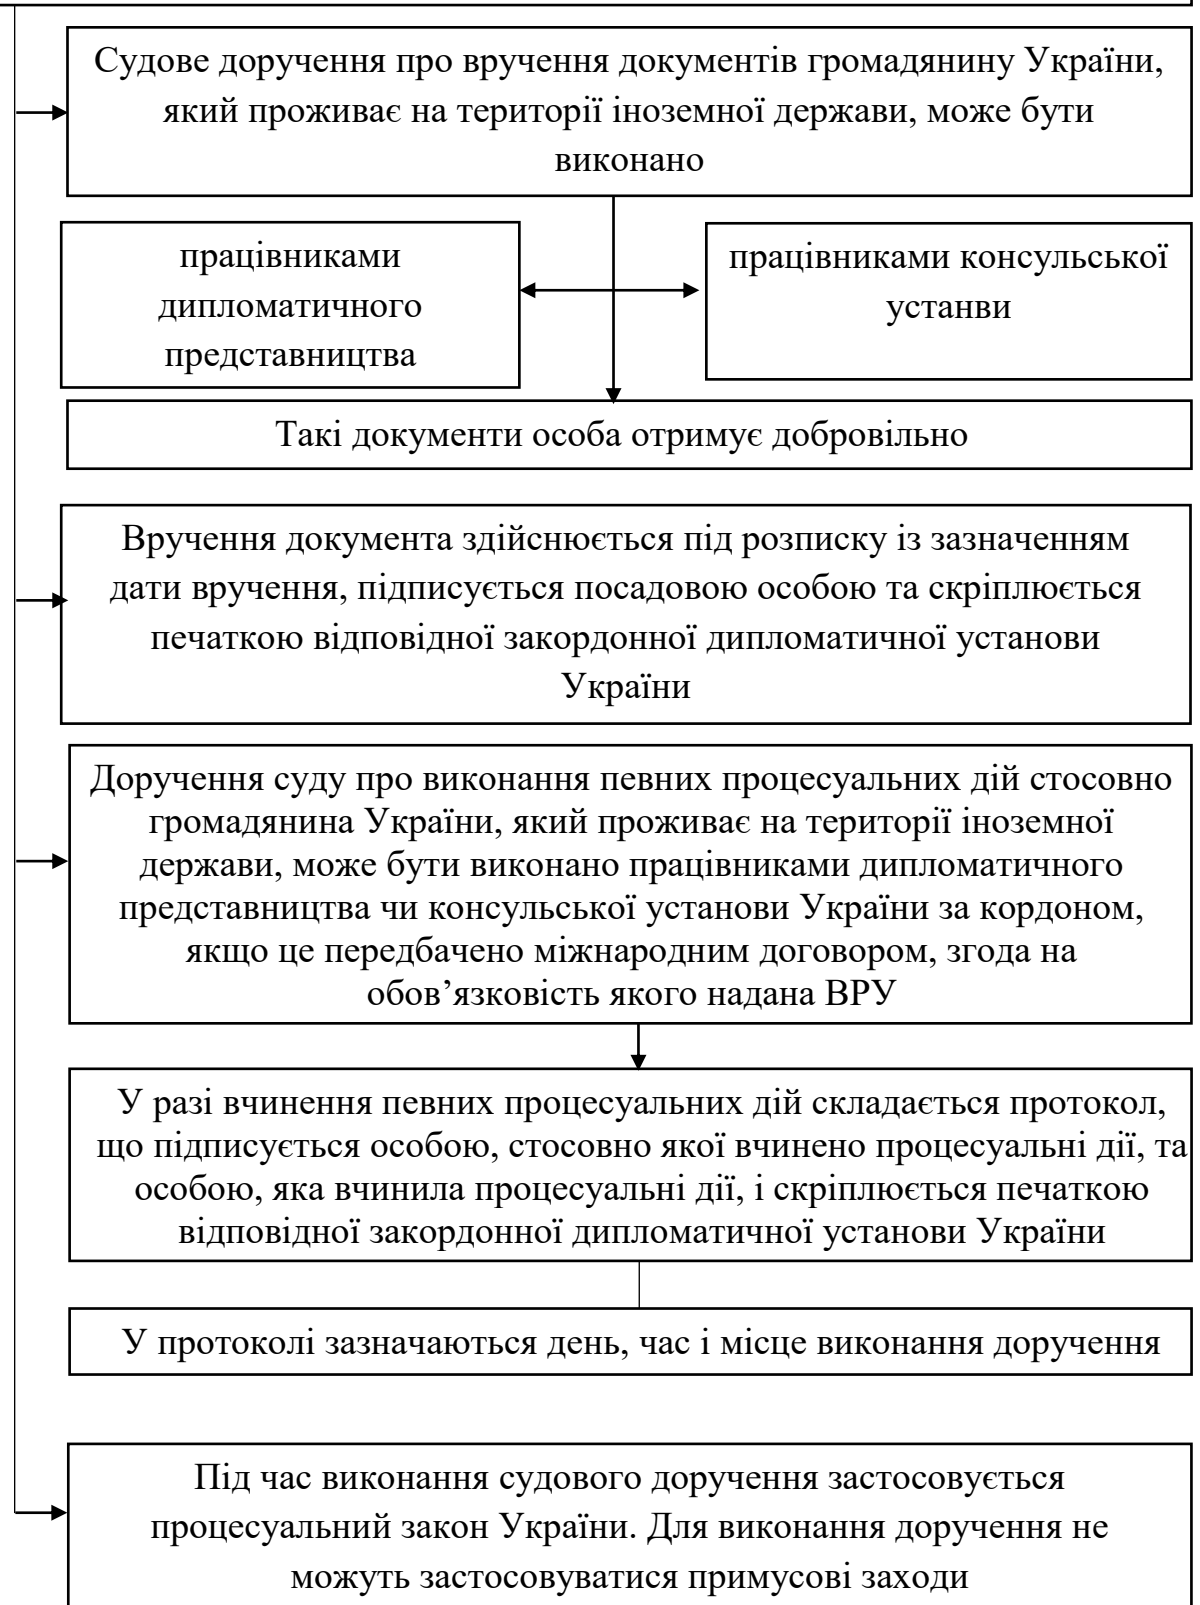 Судове доручення про вручення документів громадянину України,
який проживає на території іноземної держави, може бути
виконано
працівниками
дипломатичного
представництва
працівниками консульської
устанви
Такі документи особа отримує добровільно
Вручення документа здійснюється під розписку із зазначенням
дати вручення, підписується посадовою особою та скріплюється
печаткою відповідної закордонної дипломатичної установи
України
Доручення суду про виконання певних процесуальних дій стосовно
громадянина України, який проживає на території іноземної
держави, може бути виконано працівниками дипломатичного
представництва чи консульської установи України за кордоном,
якщо це передбачено міжнародним договором, згода на
обов’язковість якого надана ВРУ
У разі вчинення певних процесуальних дій складається протокол,
що підписується особою, стосовно якої вчинено процесуальні дії, та
особою, яка вчинила процесуальні дії, і скріплюється печаткою
відповідної закордонної дипломатичної установи України
У протоколі зазначаються день, час і місце виконання доручення
Під час виконання судового доручення застосовується
процесуальний закон України. Для виконання доручення не
можуть застосовуватися примусові заходи